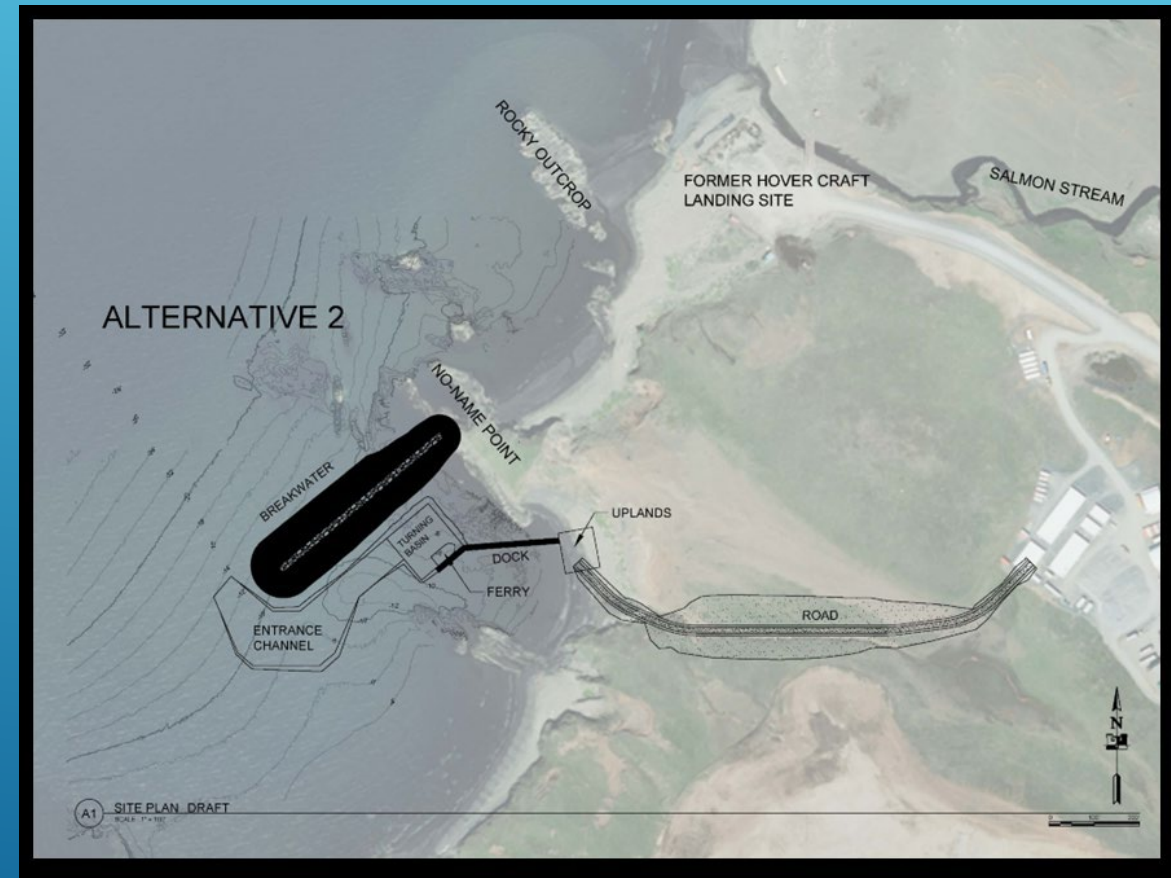 ROCKY OUTCROP
FORMER HOVER CRAFT
LANDING SITE
SALMON STREAM
ALTERNATIVE 2
NO-NAME POINT
BREAKWATER
TURNING
BASIN
UPLANDS
DOCK
FERRY
ROAD
ENTRANCE
CHANNEL
N
A1
SITE PLAN DRAFT